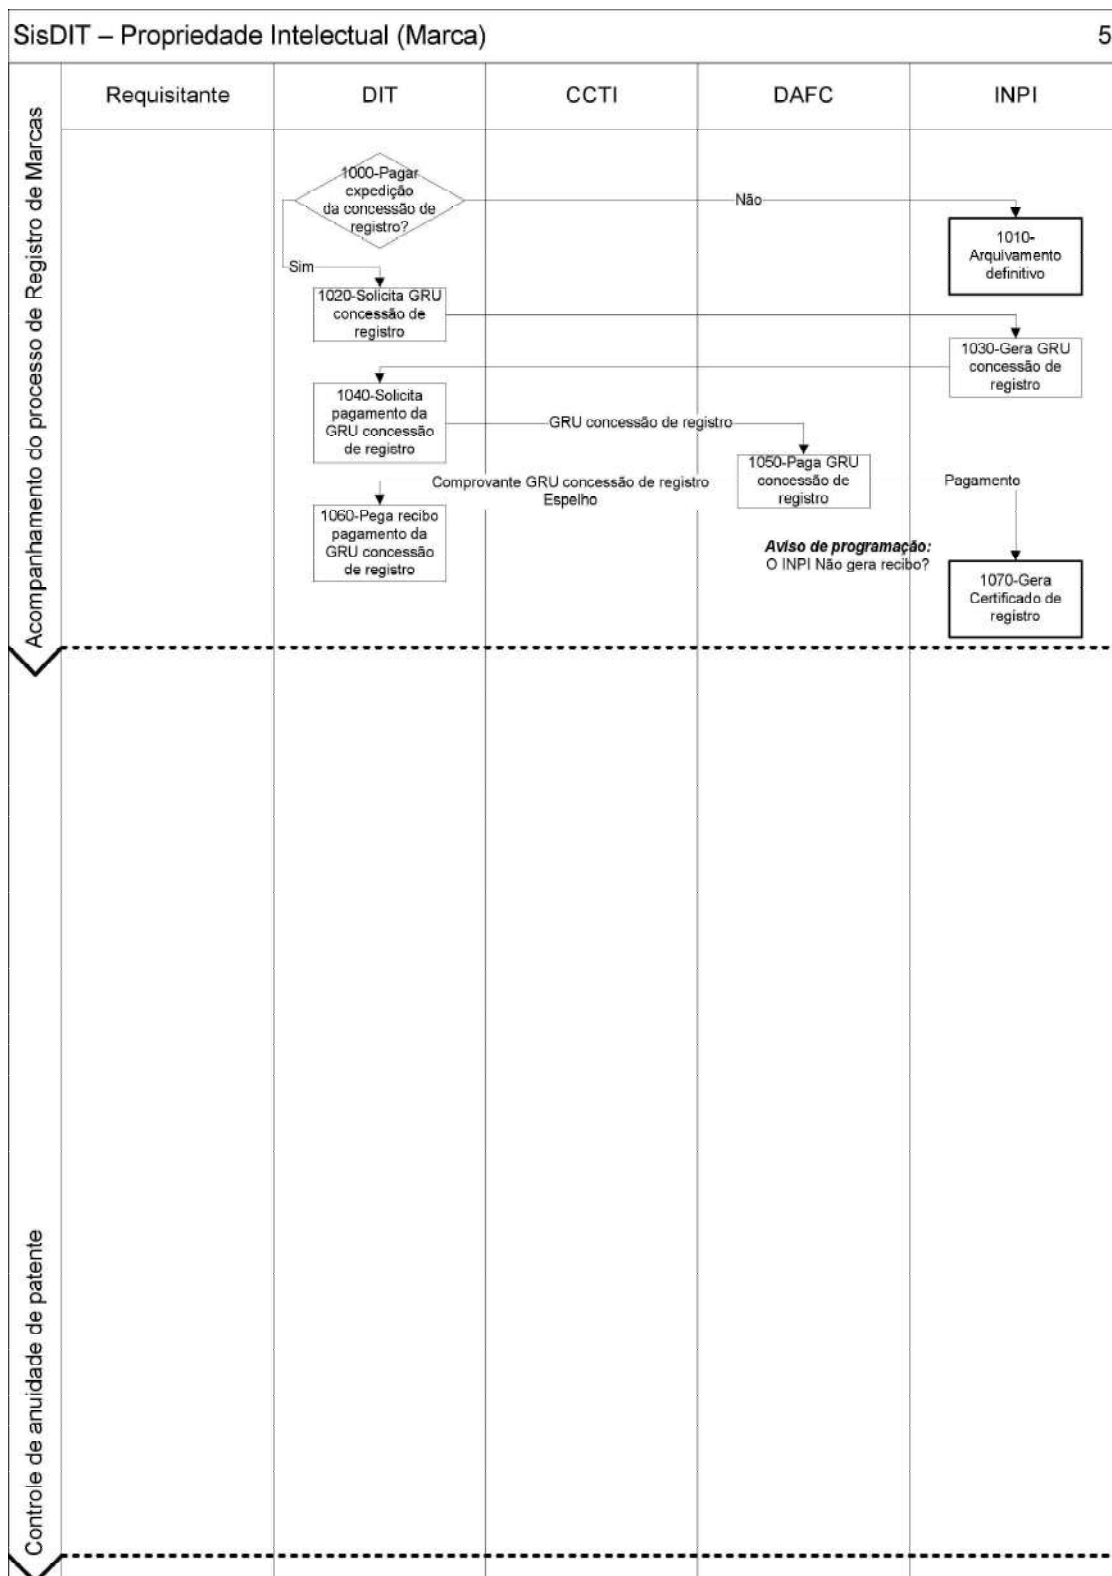 SisDIT – Propriedade Intelectual (Marca) 5
Requisitante DIT CCTI DAFC INPI
Acompanhamento do processo de Registro de Marcas
1000-Pagar
expedição
da concessão de
registro?
Não
1010-
Arquivamento
definitivo
Sim
1020-Solicita GRU
concessão de
registro
1030-Gera GRU
concessão de
registro
1040-Solicita
pagamento da
GRU concessão
de registro
GRU concessão de registro
1050-Paga GRU
concessão de
registro
Pagamento
Comprovante GRU concessão de registro
Espelho
1060-Pega recibo
pagamento da
GRU concessão
de registro
Aviso de programação:
O INPI Não gera recibo?
1070-Gera
Certificado de
registro
Controle de anuidade de patente